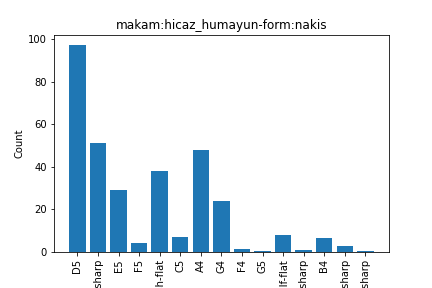 makam:hicaz_humayun-form:nakis
100
80
60
40
20
0
Count
D5
sharp
E5
F5
h-flat
C5
A4
G4
F4
G5
lf-flat
sharp
B4
sharp
sharp